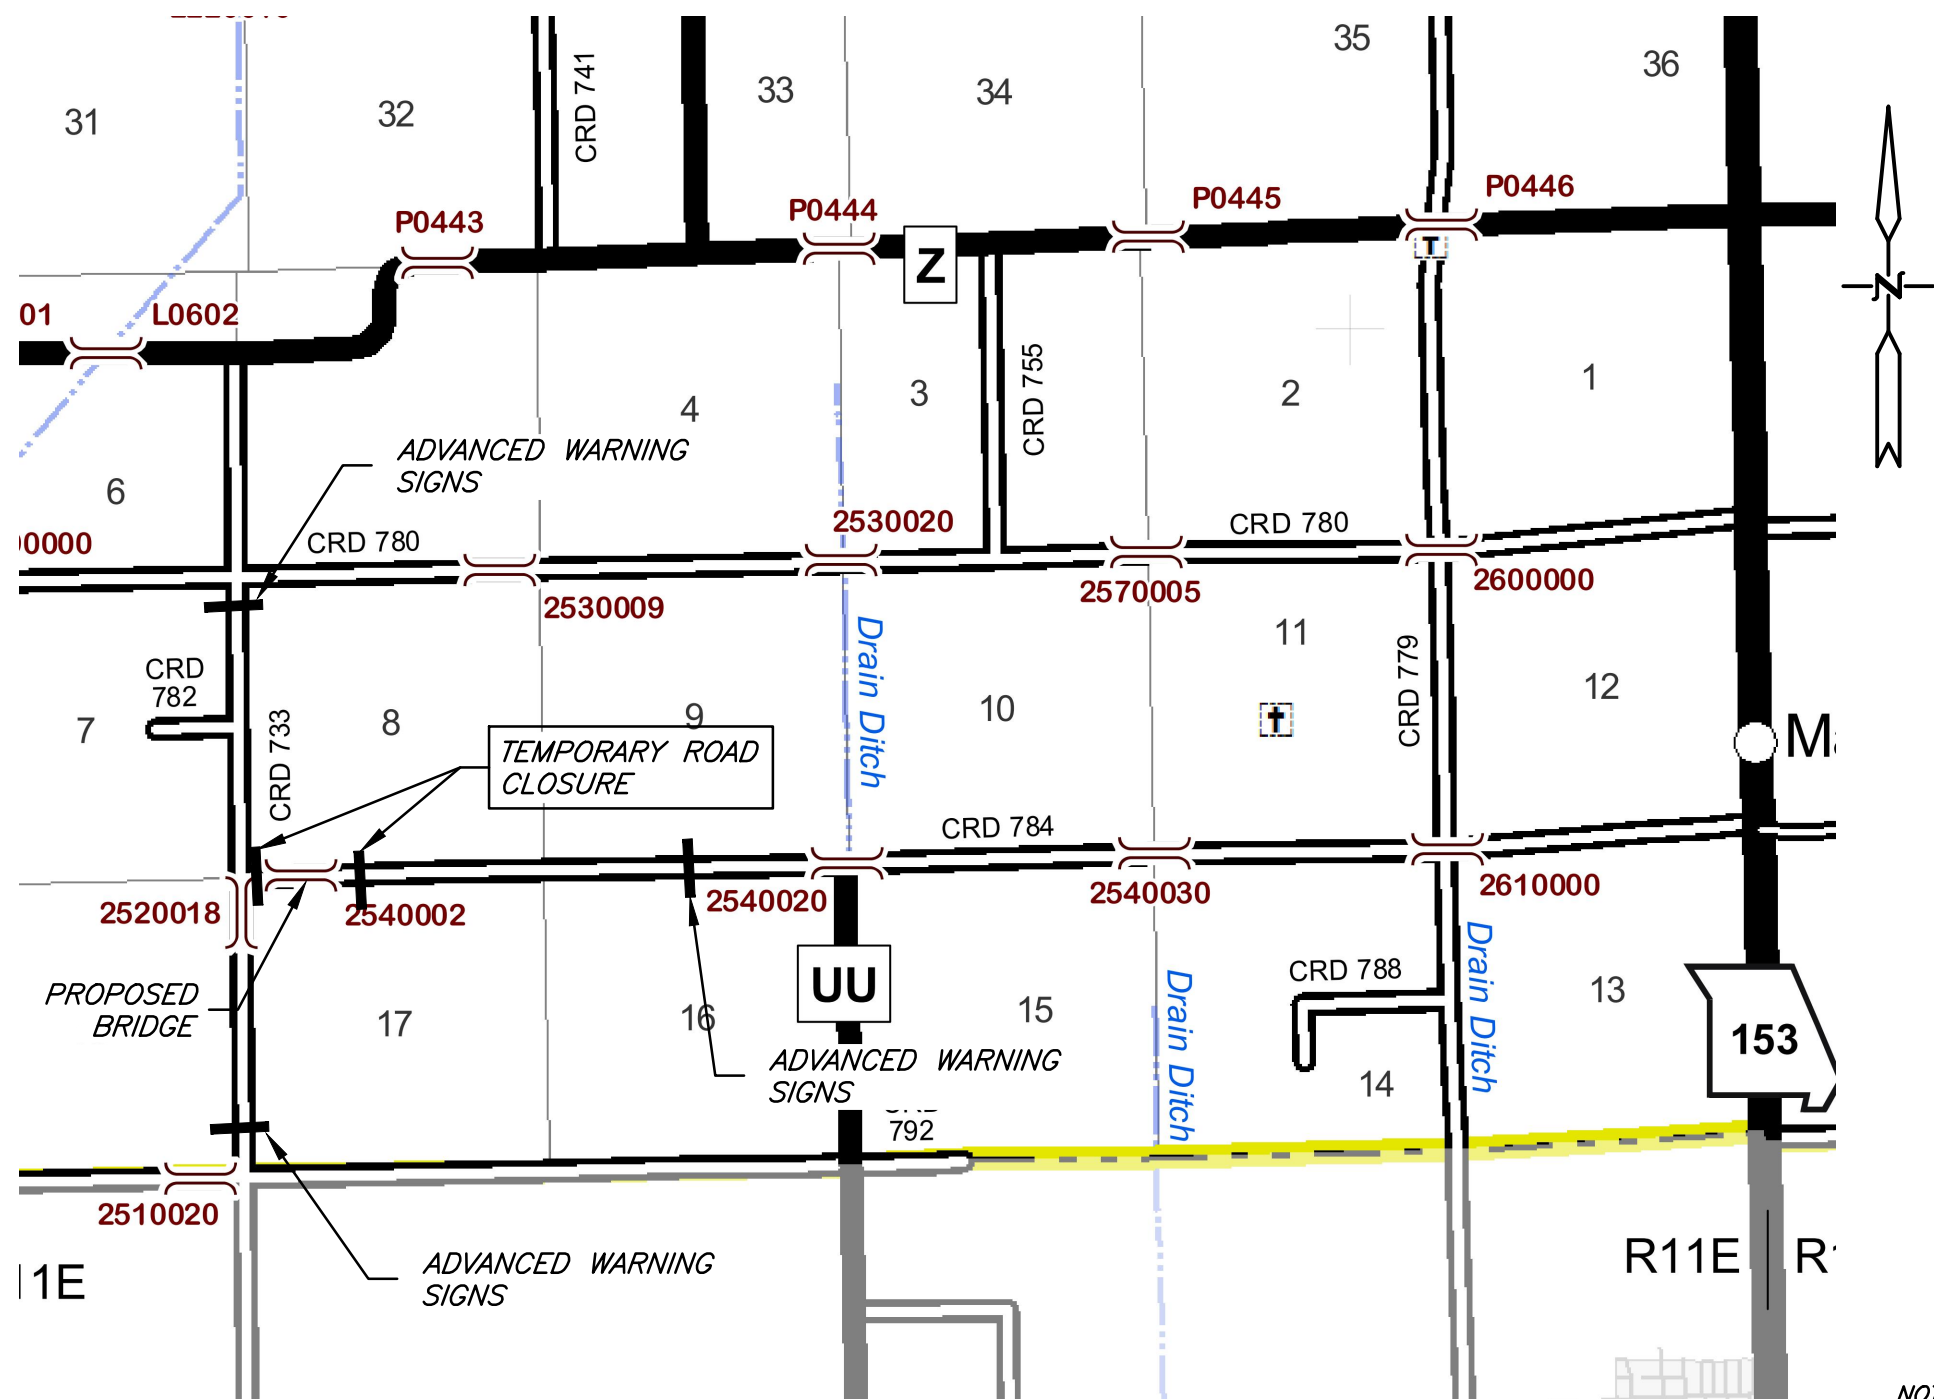 35
36
31
32
CRD 741
33
34
P0443
P0444
P0445
P0446
Z
01
L0602
CRD 755
4
3
2
1
ADVANCED WARNING
SIGNS
6
0000
CRD 780
2530020
CRD 780
2530009
2570005
2600000
Drain Ditch
11
CRD 779
12
CRD
782
7
CRD 733
8
9
10
TEMPORARY ROAD
CLOSURE
CRD 784
2520018
2540002
2540020
2540030
2610000
PROPOSED
BRIDGE
17
16
UU
15
Drain Ditch
CRD 788
14
Drain Ditch
13
153
ADVANCED WARNING
SIGNS
792
2510020
ADVANCED WARNING
SIGNS
1E
R11E
N